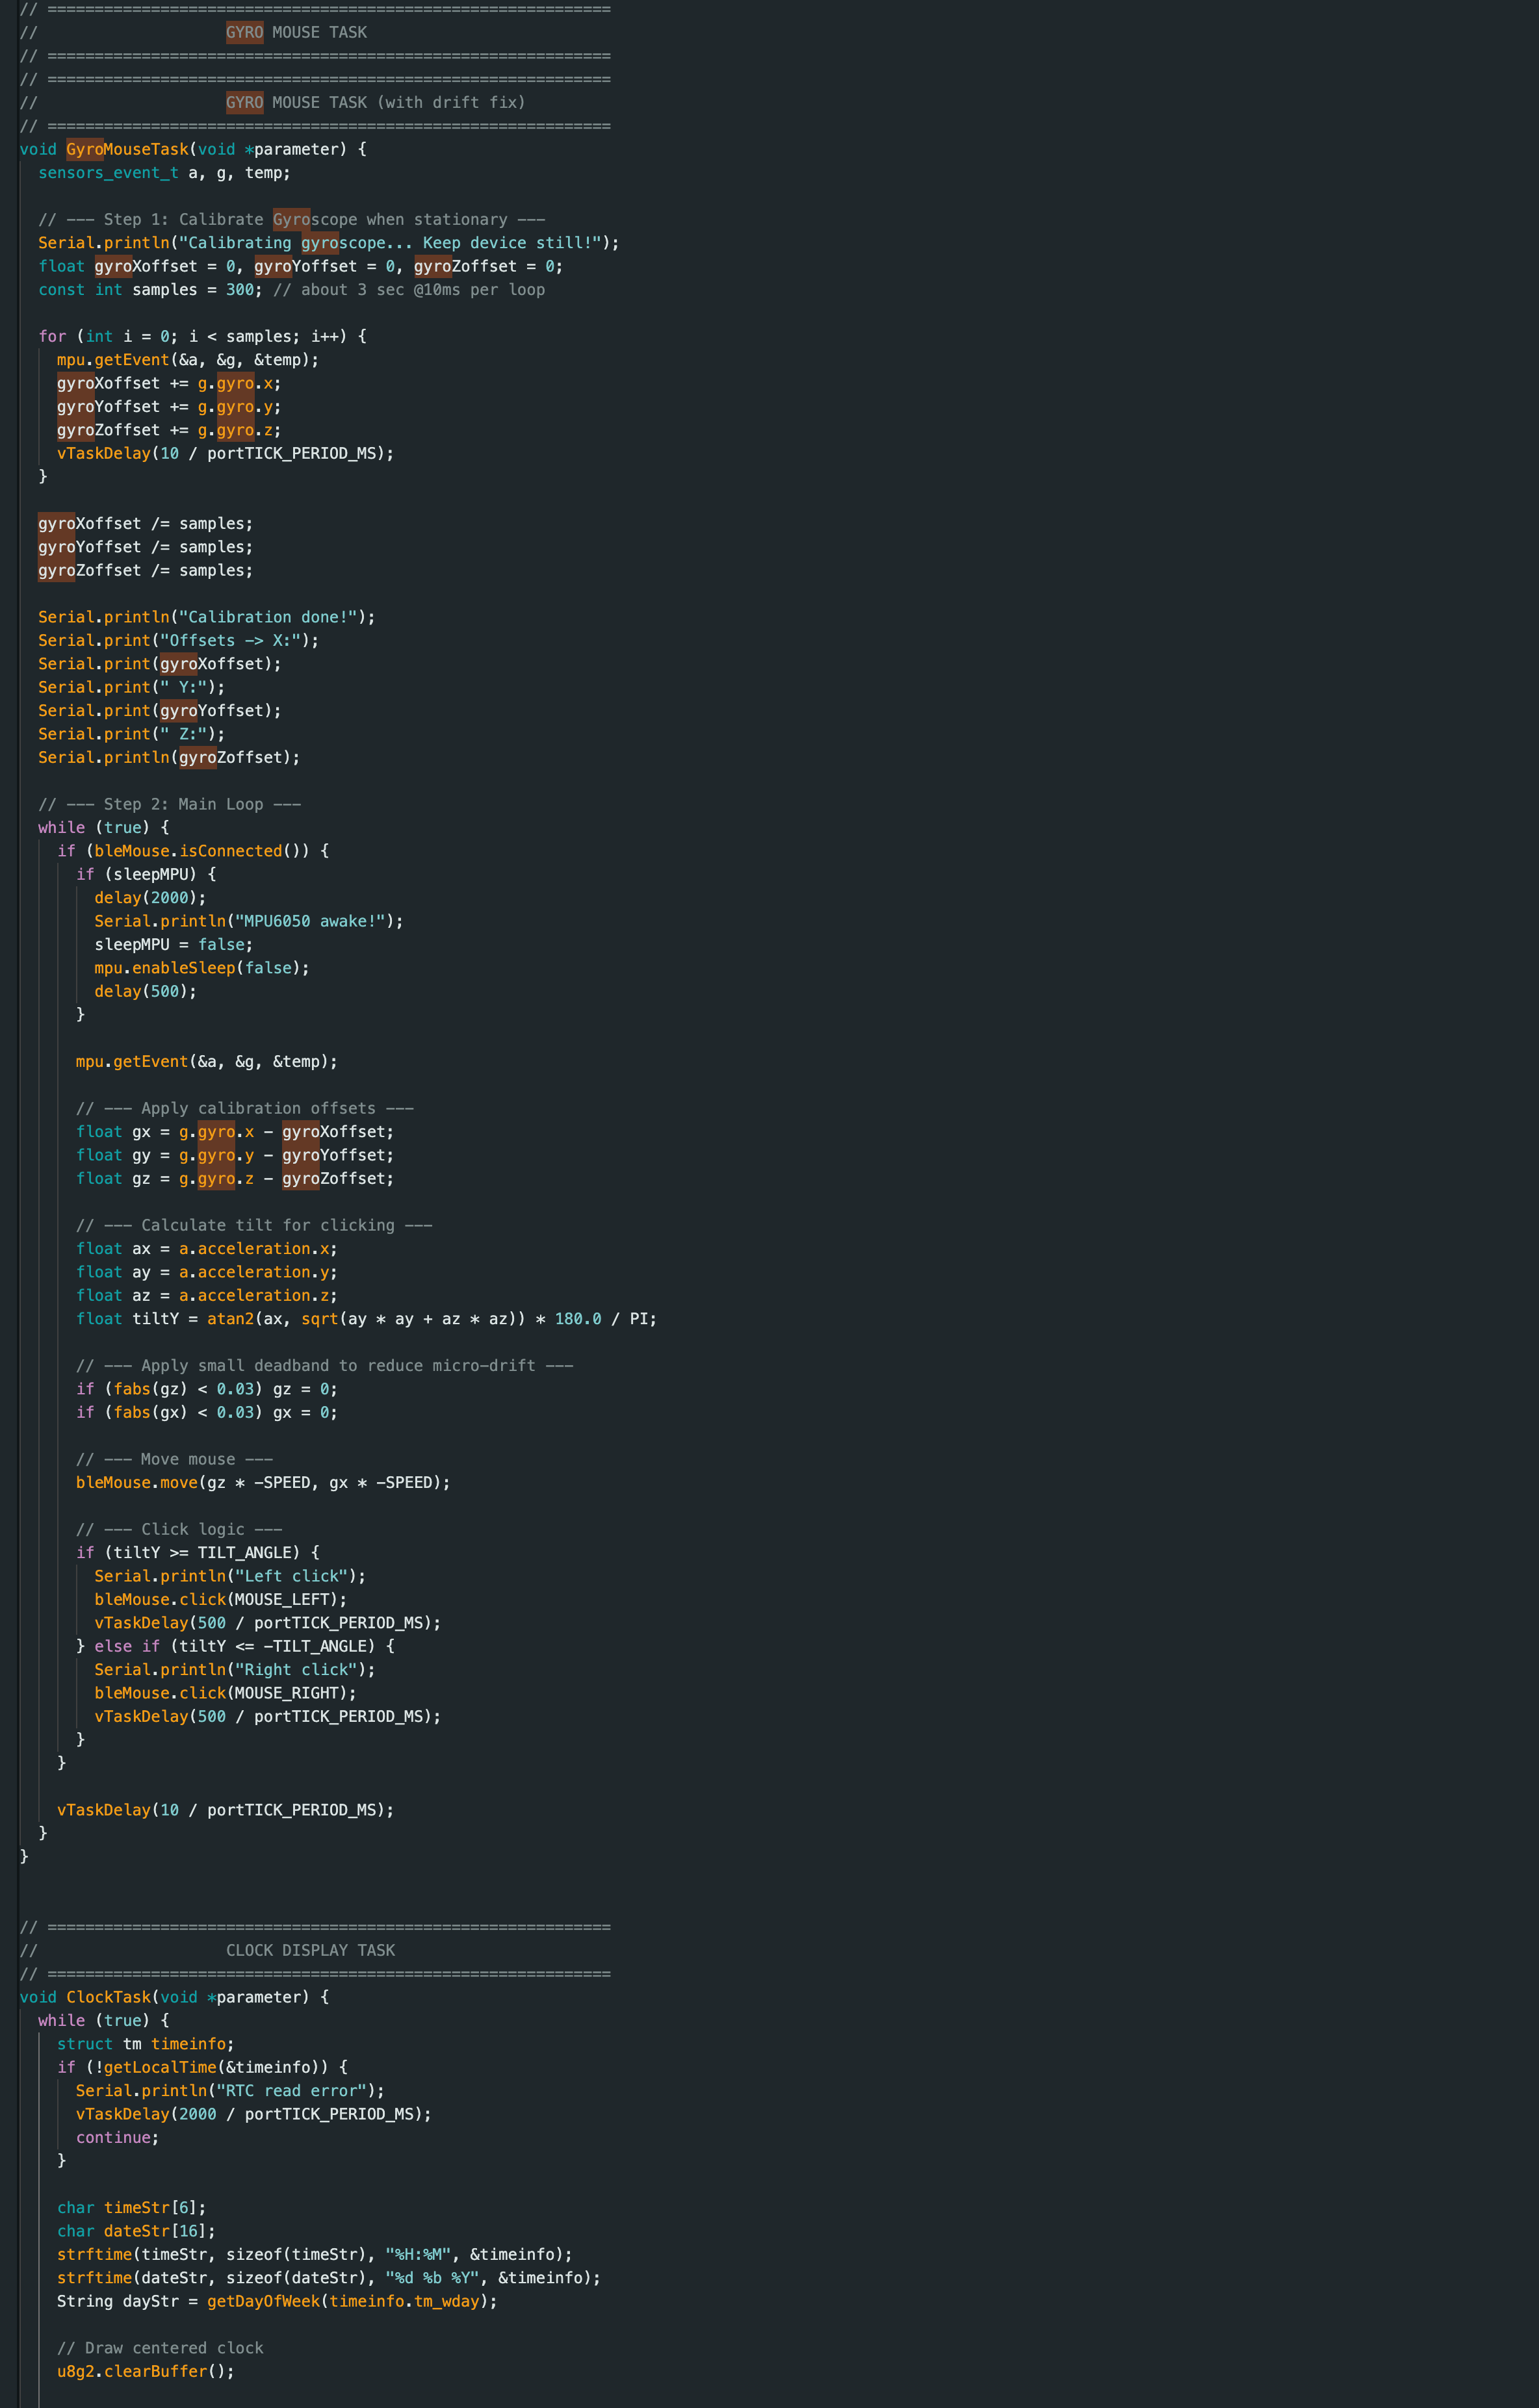 // ============================================================
//                     GYRO MOUSE TASK
// ============================================================
// ============================================================
//                     GYRO MOUSE TASK (with drift fix)
// ============================================================
void GyroMouseTask(void *parameter) {
  sensors_event_t a, g, temp;

  // --- Step 1: Calibrate Gyroscope when stationary ---
  Serial.println("Calibrating gyroscope... Keep device still!");
  float gyroXoffset = 0, gyroYoffset = 0, gyroZoffset = 0;
  const int samples = 300; // about 3 sec @10ms per loop

  for (int i = 0; i < samples; i++) {
    mpu.getEvent(&a, &g, &temp);
    gyroXoffset += g.gyro.x;
    gyroYoffset += g.gyro.y;
    gyroZoffset += g.gyro.z;
    vTaskDelay(10 / portTICK_PERIOD_MS);
  }

  gyroXoffset /= samples;
  gyroYoffset /= samples;
  gyroZoffset /= samples;

  Serial.println("Calibration done!");
  Serial.print("Offsets -> X:");
  Serial.print(gyroXoffset);
  Serial.print(" Y:");
  Serial.print(gyroYoffset);
  Serial.print(" Z:");
  Serial.println(gyroZoffset);

  // --- Step 2: Main Loop ---
  while (true) {
    if (bleMouse.isConnected()) {
      if (sleepMPU) {
        delay(2000);
        Serial.println("MPU6050 awake!");
        sleepMPU = false;
        mpu.enableSleep(false);
        delay(500);
      }

      mpu.getEvent(&a, &g, &temp);

      // --- Apply calibration offsets ---
      float gx = g.gyro.x - gyroXoffset;
      float gy = g.gyro.y - gyroYoffset;
      float gz = g.gyro.z - gyroZoffset;

      // --- Calculate tilt for clicking ---
      float ax = a.acceleration.x;
      float ay = a.acceleration.y;
      float az = a.acceleration.z;
      float tiltY = atan2(ax, sqrt(ay * ay + az * az)) * 180.0 / PI;

      // --- Apply small deadband to reduce micro-drift ---
      if (fabs(gz) < 0.03) gz = 0;
      if (fabs(gx) < 0.03) gx = 0;

      // --- Move mouse ---
      bleMouse.move(gz * -SPEED, gx * -SPEED);

      // --- Click logic ---
      if (tiltY >= TILT_ANGLE) {
        Serial.println("Left click");
        bleMouse.click(MOUSE_LEFT);
        vTaskDelay(500 / portTICK_PERIOD_MS);
      } else if (tiltY <= -TILT_ANGLE) {
        Serial.println("Right click");
        bleMouse.click(MOUSE_RIGHT);
        vTaskDelay(500 / portTICK_PERIOD_MS);
      }
    }

    vTaskDelay(10 / portTICK_PERIOD_MS);
  }
}

// ============================================================
//                     CLOCK DISPLAY TASK
// ============================================================
void ClockTask(void *parameter) {
  while (true) {
    struct tm timeinfo;
    if (!getLocalTime(&timeinfo)) {
      Serial.println("RTC read error");
      vTaskDelay(2000 / portTICK_PERIOD_MS);
      continue;
    }

    char timeStr[6];
    char dateStr[16];
    strftime(timeStr, sizeof(timeStr), "%H:%M", &timeinfo);
    strftime(dateStr, sizeof(dateStr), "%d %b %Y", &timeinfo);
    String dayStr = getDayOfWeek(timeinfo.tm_wday);

    // Draw centered clock
    u8g2.clearBuffer();